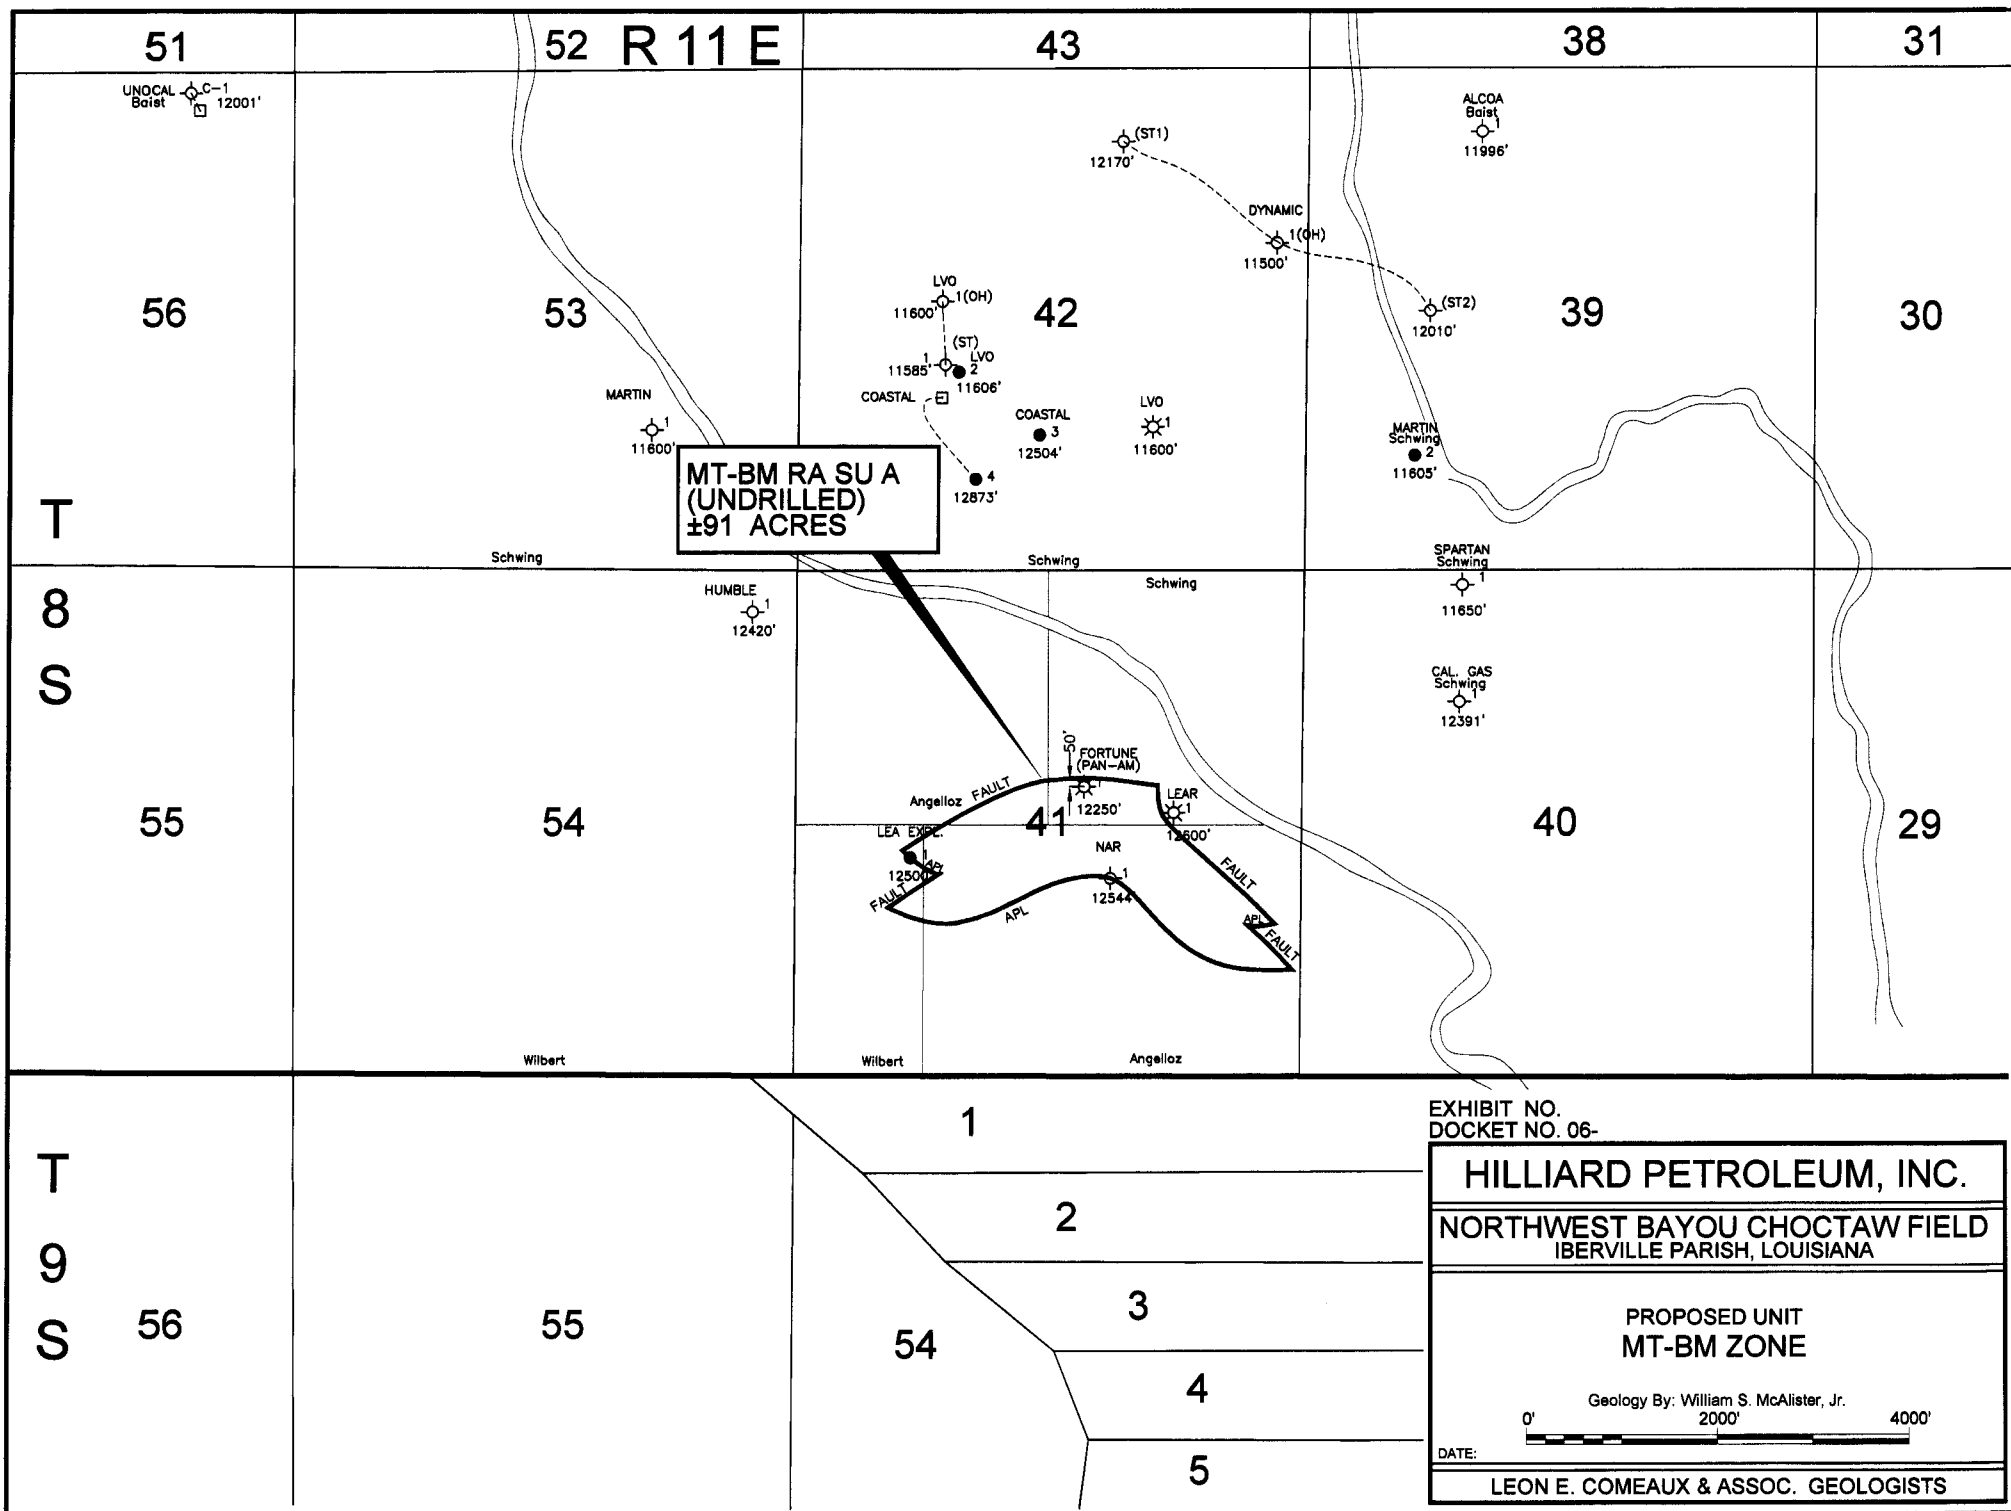 51
52
R 11 E
43
38
31
UNOCAL
Baist
C-1
12001'
ALCOA
Baist
1
11996'
(ST1)
12170'
DYNAMIC
1(OH)
11500'
(ST2)
12010'
56
53
LVO
1(OH)
11600'
42
39
30
(ST)
1
11585'
LVO
2
11606'
COASTAL
MARTIN
1
11600'
COASTAL
3
12504'
LVO
1
11600'
MARTIN
Schwing
2
11605'
4
12873'
MT-BM RA SU A
(UNDRILLED)
±91 ACRES
T
8
S
Schwing
Schwing
Schwing
SPARTAN
Schwing
1
11650'
HUMBLE
1
12420'
CAL. GAS
Schwing
1
12391'
50'
FORTUNE
(PAN-AM)
1
12250'
Angelloz
FAULT
LEAR
1
12600'
55
54
41
40
29
LEA EXPL.
1
12500'
APL
FAULT
NAR
1
12544'
APL
FAULT
APL
FAULT
Wilbert
Wilbert
Angelloz
T
9
S
1
2
3
4
5
56
55
54
EXHIBIT NO.
DOCKET NO. 06-
HILLIARD PETROLEUM, INC.
NORTHWEST BAYOU CHOCTAW FIELD
IBERVILLE PARISH, LOUISIANA
PROPOSED UNIT
MT-BM ZONE
Geology By: William S. McAlister, Jr.
0' 2000' 4000'
DATE:
LEON E. COMEAUX & ASSOC. GEOLOGISTS